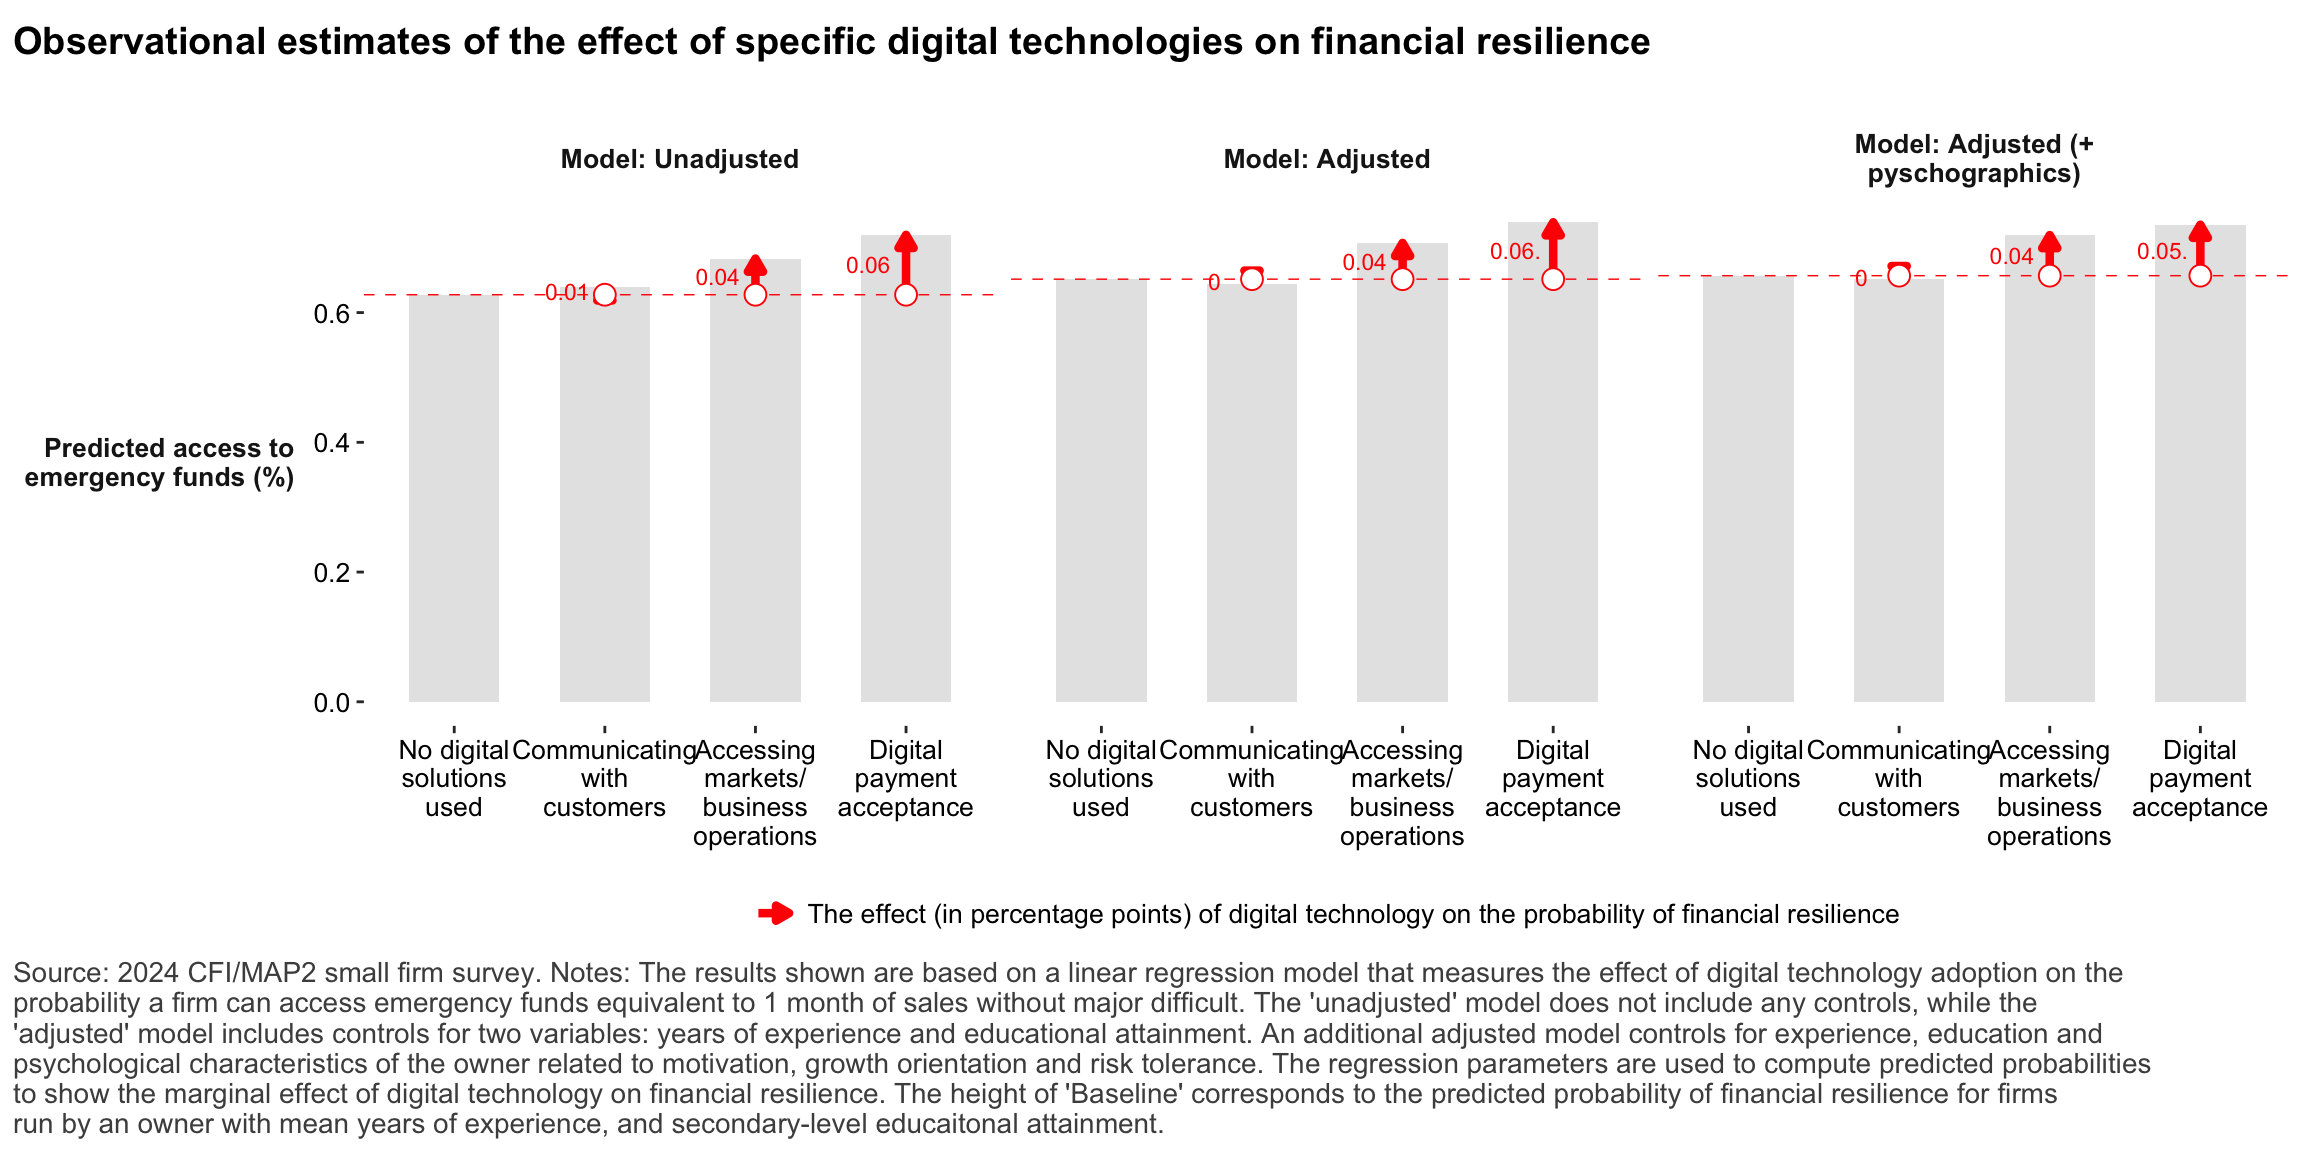 Observational estimates of the effect of specific digital technologies on financial resilience
Model: Unadjusted
Model: Adjusted
Model: Adjusted (+
pyschographics)
Predicted access to
emergency funds (%)
0.6
0.4
0.2
0.0
0.01
0.04
0.06
0
0.04
0.06.
0
0.04
0.05.
No digital
solutions
used
Communicating
with
customers
Accessing
markets/
business
operations
Digital
payment
acceptance
No digital
solutions
used
Communicating
with
customers
Accessing
markets/
business
operations
Digital
payment
acceptance
No digital
solutions
used
Communicating
with
customers
Accessing
markets/
business
operations
Digital
payment
acceptance
The effect (in percentage points) of digital technology on the probability of financial resilience
Source: 2024 CFI/MAP2 small firm survey. Notes: The results shown are based on a linear regression model that measures the effect of digital technology adoption on the
probability a firm can access emergency funds equivalent to 1 month of sales without major difficult. The 'unadjusted' model does not include any controls, while the
'adjusted' model includes controls for two variables: years of experience and educational attainment. An additional adjusted model controls for experience, education and
psychological characteristics of the owner related to motivation, growth orientation and risk tolerance. The regression parameters are used to compute predicted probabilities
to show the marginal effect of digital technology on financial resilience. The height of 'Baseline' corresponds to the predicted probability of financial resilience for firms
run by an owner with mean years of experience, and secondary-level educaitonal attainment.